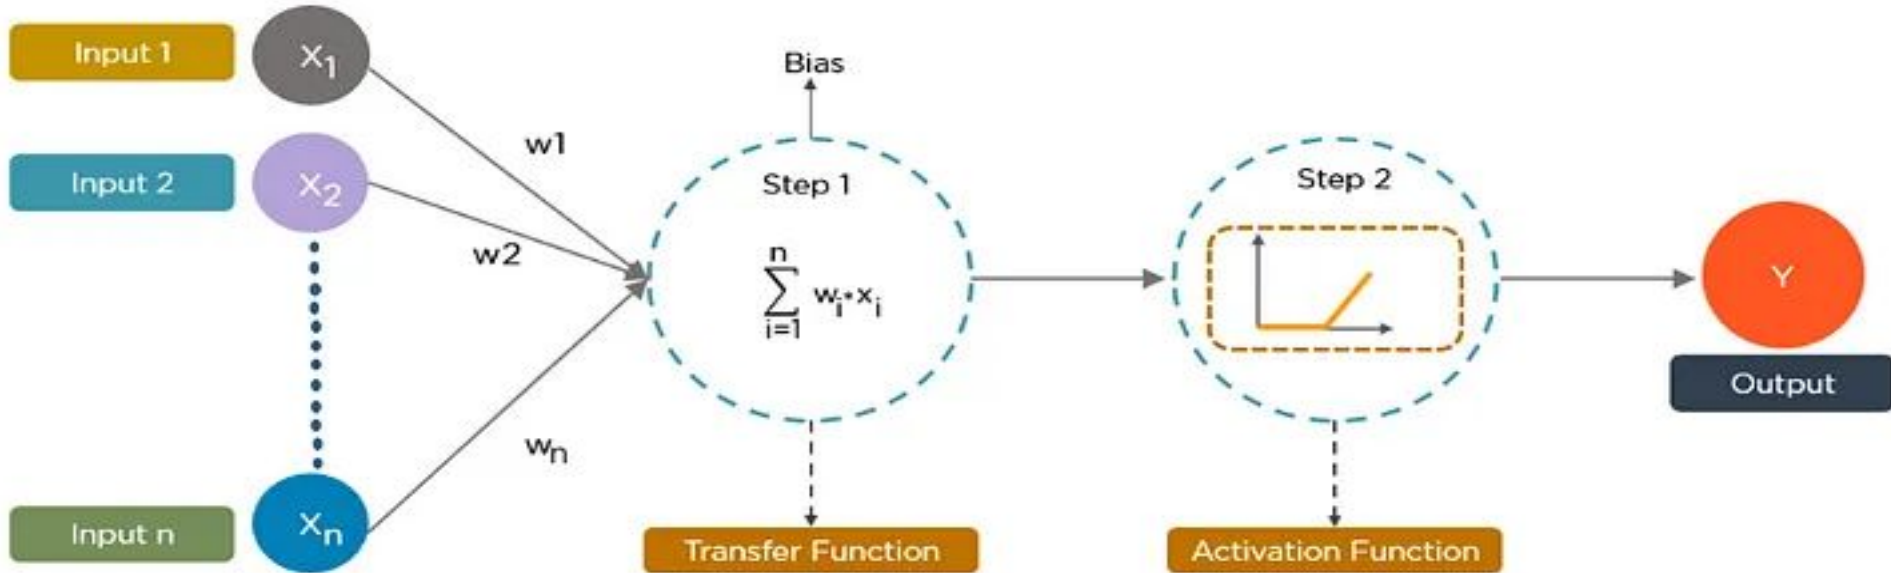 Input 1
X1
w1
Bias
Input 2
X2
w2
Step 1
n
∑ wi*xi
i=1
Step 2
Y
Output
wn
Input n
Xn
Transfer Function
Activation Function